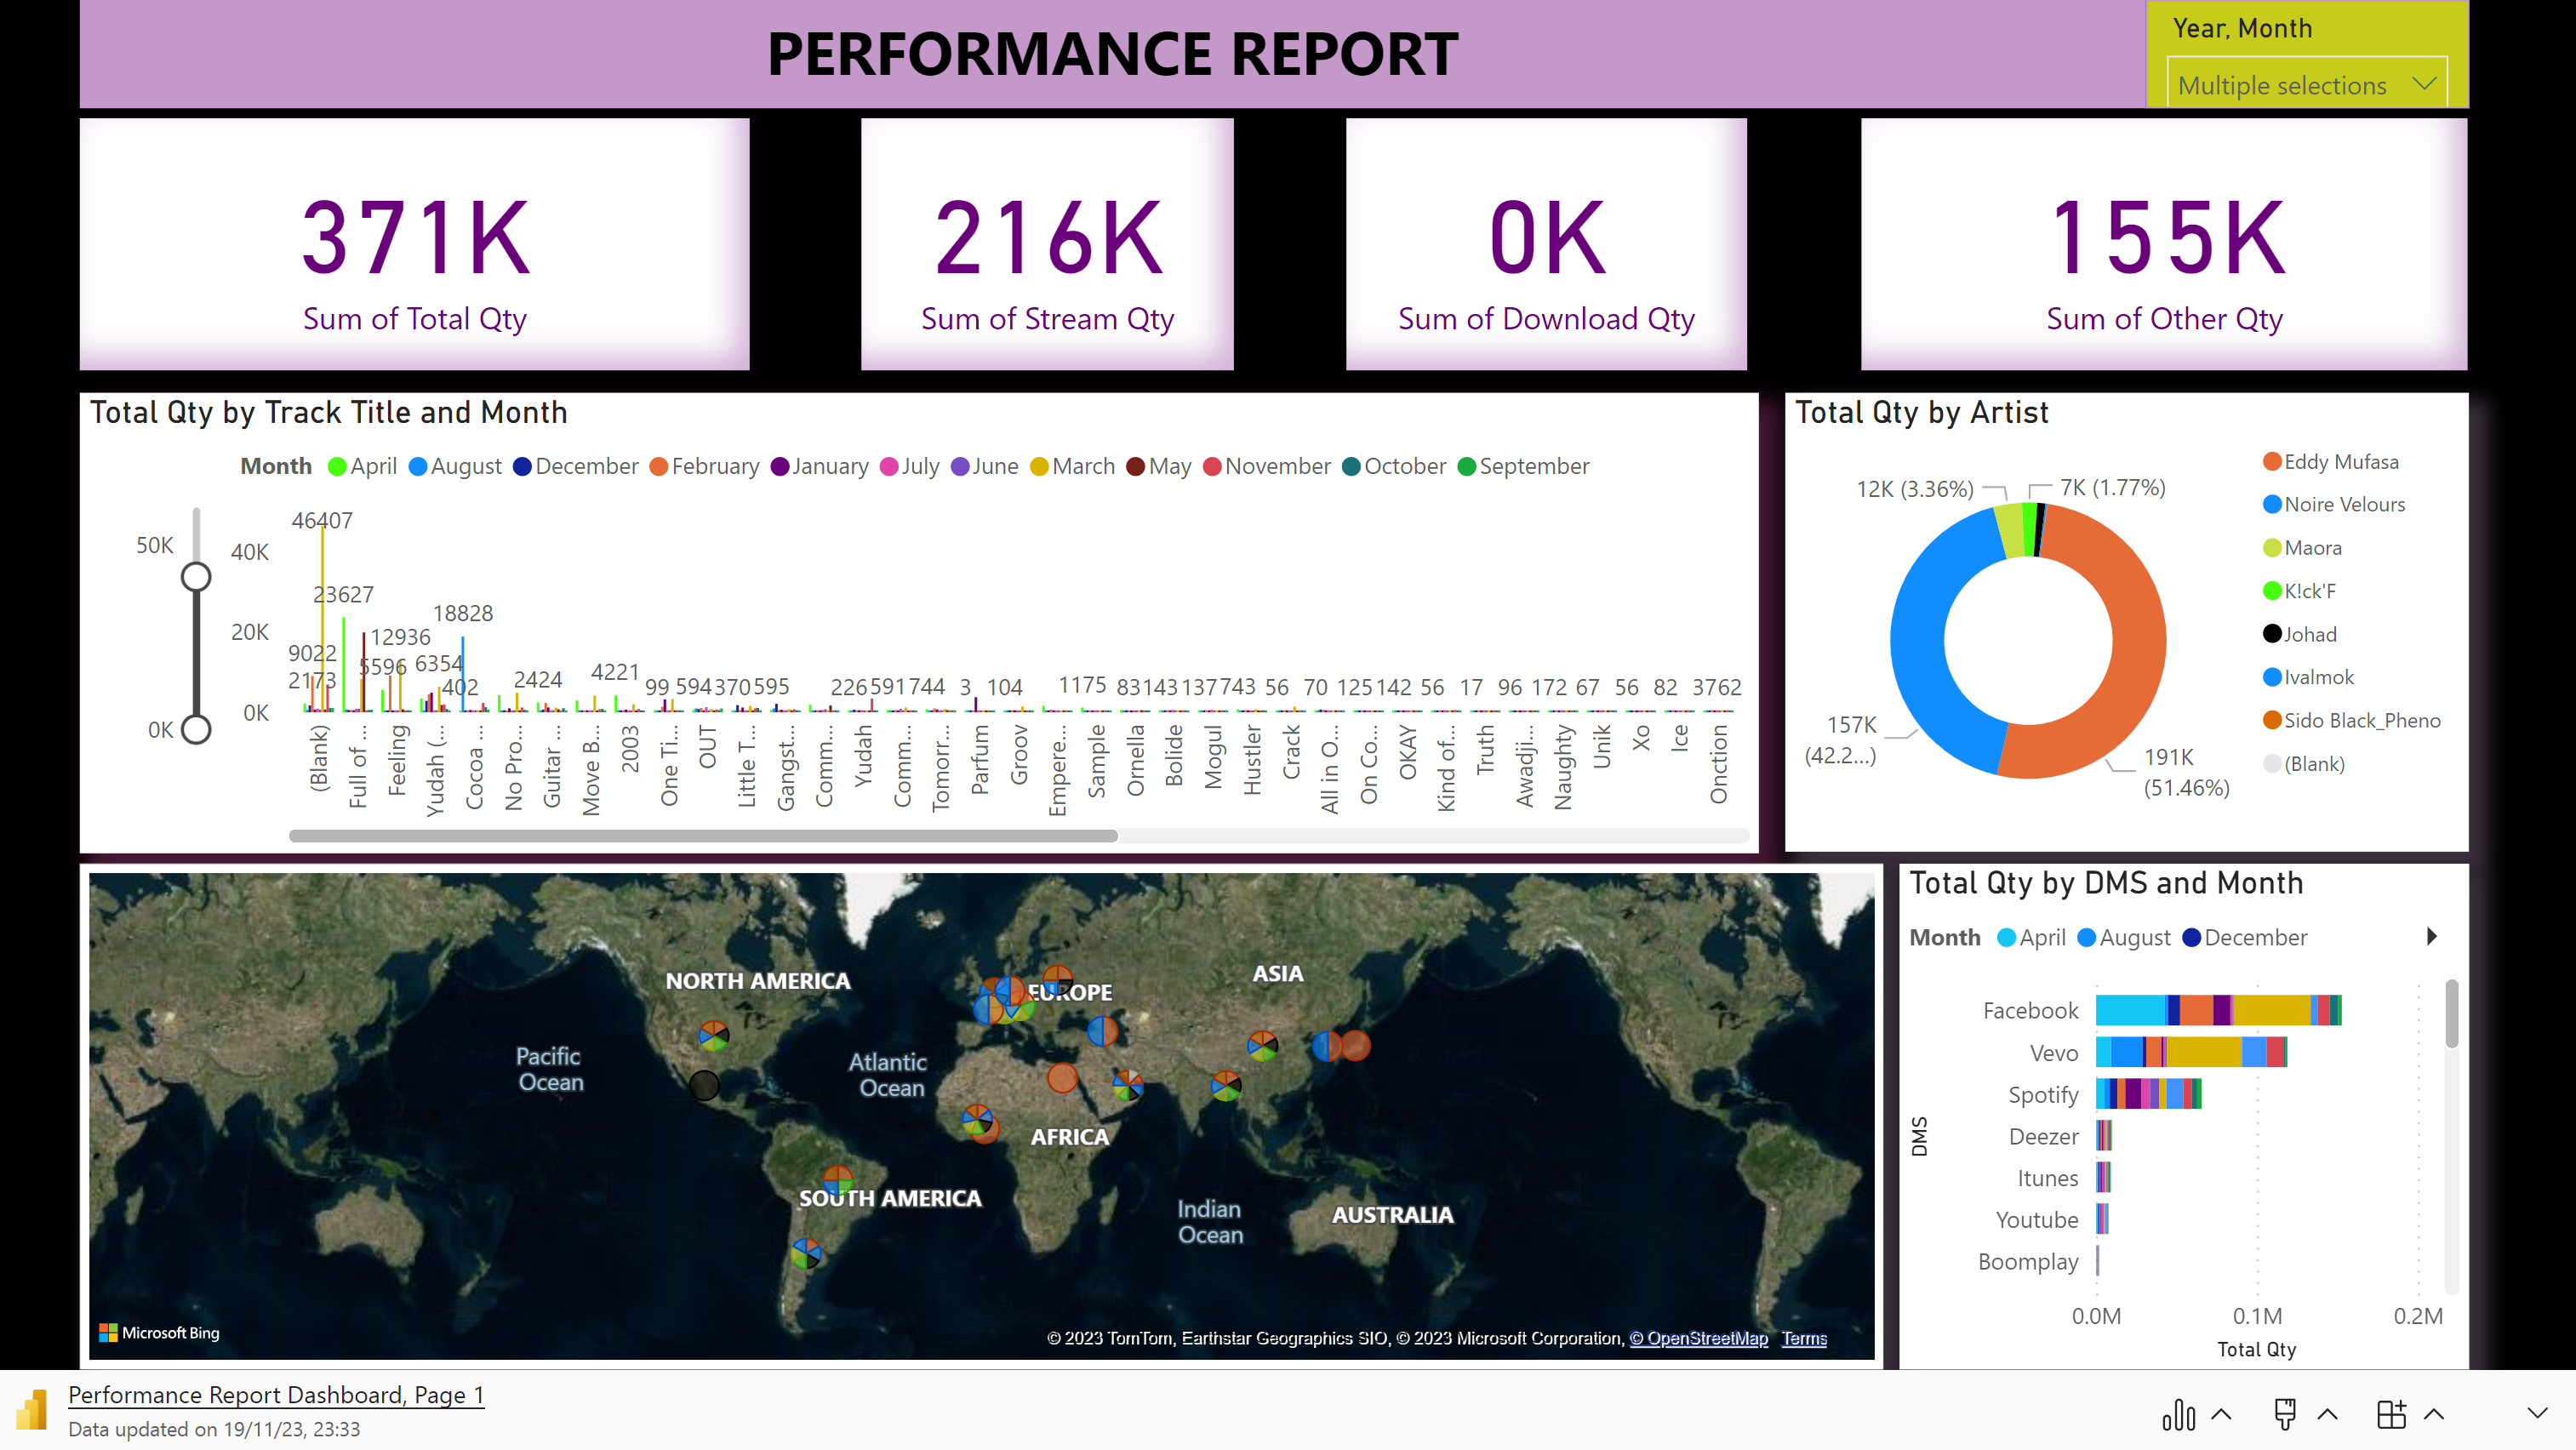 PERFORMANCE REPORT
Year, Month
Multiple selections
371K
Sum of Total Qty
216K
Sum of Stream Qty
0K
Sum of Download Qty
155K
Sum of Other Qty
Total Qty by Track Title and Month
Month April August December February January July June March May November October September
50K
0K
40K
20K
0K
46407
23627
18828
12936
9022
5596 6354
2173
402
2424
4221
99 594 370 595
226 591 744
3 104
1175 83 143 137 743 56 70 125 142 56 17 96 172 67 56 82 37 62
(Blank)
Full of ...
Feeling
Yudah (...
Cocoa ...
No Pro...
Guitar ...
Move B...
2003
One Ti...
OUT
Little T...
Gangst...
Comm...
Yudah
Comm...
Tomorr...
Parfum
Groov
Empere...
Sample
Ornella
Bolide
Mogul
Hustler
Crack
All in O...
On Co...
OKAY
Kind of...
Truth
Awadji...
Naughty
Unik
Xo
Ice
Onction
Total Qty by Artist
12K (3.36%)
7K (1.77%)
157K
(42.2...)
191K
(51.46%)
Eddy Mufasa
Noire Velours
Maora
K!ck'F
Johad
Ivalmok
Sido Black_Pheno
(Blank)
NORTH AMERICA
EUROPE
ASIA
Pacific
Ocean
Atlantic
Ocean
AFRICA
SOUTH AMERICA
Indian
Ocean
AUSTRALIA
Microsoft Bing
© 2023 TomTom, Earthstar Geographics SIO, © 2023 Microsoft Corporation, © OpenStreetMap Terms
Total Qty by DMS and Month
Month April August December
DMS
Facebook
Vevo
Spotify
Deezer
Itunes
Youtube
Boomplay
0.0M 0.1M 0.2M
Total Qty
Performance Report Dashboard, Page 1
Data updated on 19/11/23, 23:33